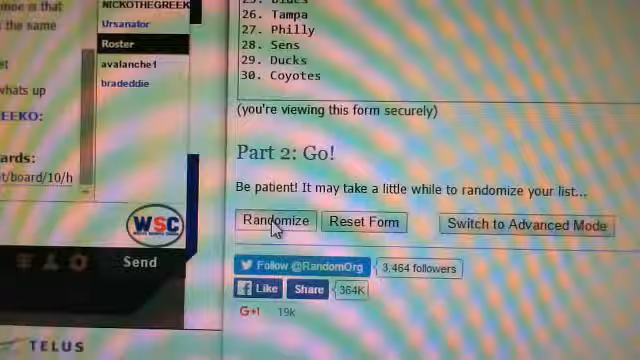 NICKOTHEGREEK
Ursanator
the same
Roster
avalanche1
bradeddie
whats up
EEKO:
ards:
t/board/10/h
WSC
Send
TELUS
26. Tampa
27. Philly
28. Sens
29. Ducks
30. Coyotes
(you're viewing this form securely)
Part 2: Go!
Be patient! It may take a little while to randomize your list...
Randomize
Reset Form
Switch to Advanced Mode
Follow @RandomOrg
3,464 followers
Like
Share
364K
G+1
19k